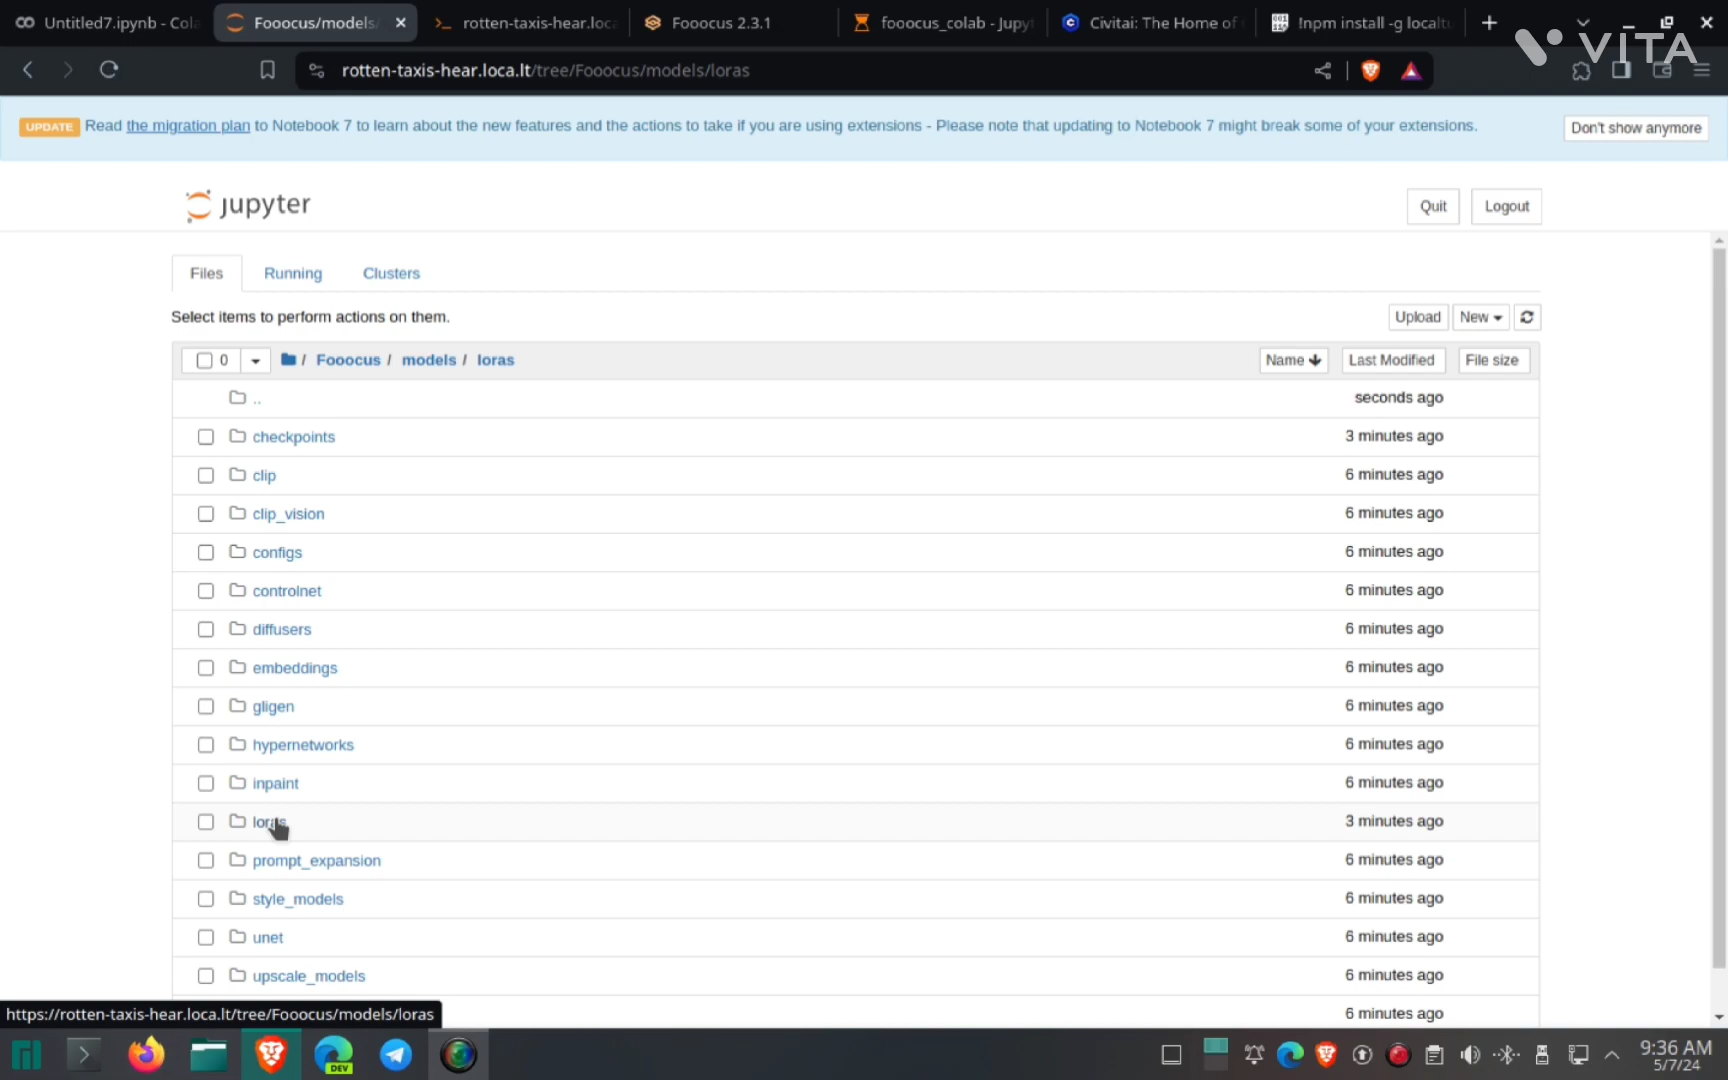 Untitled7.ipynb - Cola
Fooocus/models/
rotten-taxis-hear.loca
Fooocus 2.3.1
fooocus_colab - Jupyt
Civitai: The Home of
!npm install -g localtu
VITA
rotten-taxis-hear.loca.lt/tree/Fooocus/models/loras
UPDATE Read the migration plan to Notebook 7 to learn about the new features and the actions to take if you are using extensions - Please note that updating to Notebook 7 might break some of your extensions.
Don't show anymore
jupyter
Quit
Logout
Files
Running
Clusters
Select items to perform actions on them.
Upload
New
0
/ Fooocus / models / loras
Name
Last Modified
File size
..
seconds ago
checkpoints
3 minutes ago
clip
6 minutes ago
clip_vision
6 minutes ago
configs
6 minutes ago
controlnet
6 minutes ago
diffusers
6 minutes ago
embeddings
6 minutes ago
gligen
6 minutes ago
hypernetworks
6 minutes ago
inpaint
6 minutes ago
loras
3 minutes ago
prompt_expansion
6 minutes ago
style_models
6 minutes ago
unet
6 minutes ago
upscale_models
6 minutes ago
6 minutes ago
https://rotten-taxis-hear.loca.lt/tree/Fooocus/models/loras
DEV
9:36 AM
5/7/24